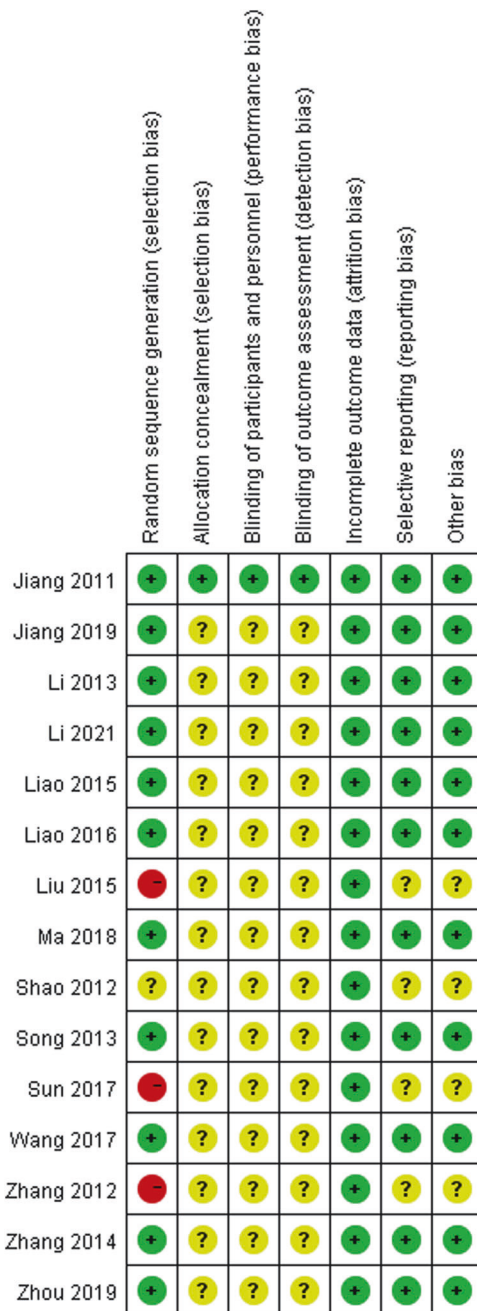 Random sequence generation (selection bias)
Allocation concealment (selection bias)
Blinding of participants and personnel (performance bias)
Blinding of outcome assessment (detection bias)
Incomplete outcome data (attrition bias)
Selective reporting (reporting bias)
Other bias
Jiang 2011 + + + + + + +
Jiang 2019 + ? ? ? + + +
Li 2013 + ? ? ? + + +
Li 2021 + ? ? ? + + +
Liao 2015 + ? ? ? + + +
Liao 2016 + ? ? ? + + +
Liu 2015 - ? ? ? + ? ?
Ma 2018 + ? ? ? + + +
Shao 2012 ? ? ? ? + ? ?
Song 2013 + ? ? ? + + +
Sun 2017 - ? ? ? + ? ?
Wang 2017 + ? ? ? + + +
Zhang 2012 - ? ? ? + ? ?
Zhang 2014 + ? ? ? + + +
Zhou 2019 + ? ? ? + + +